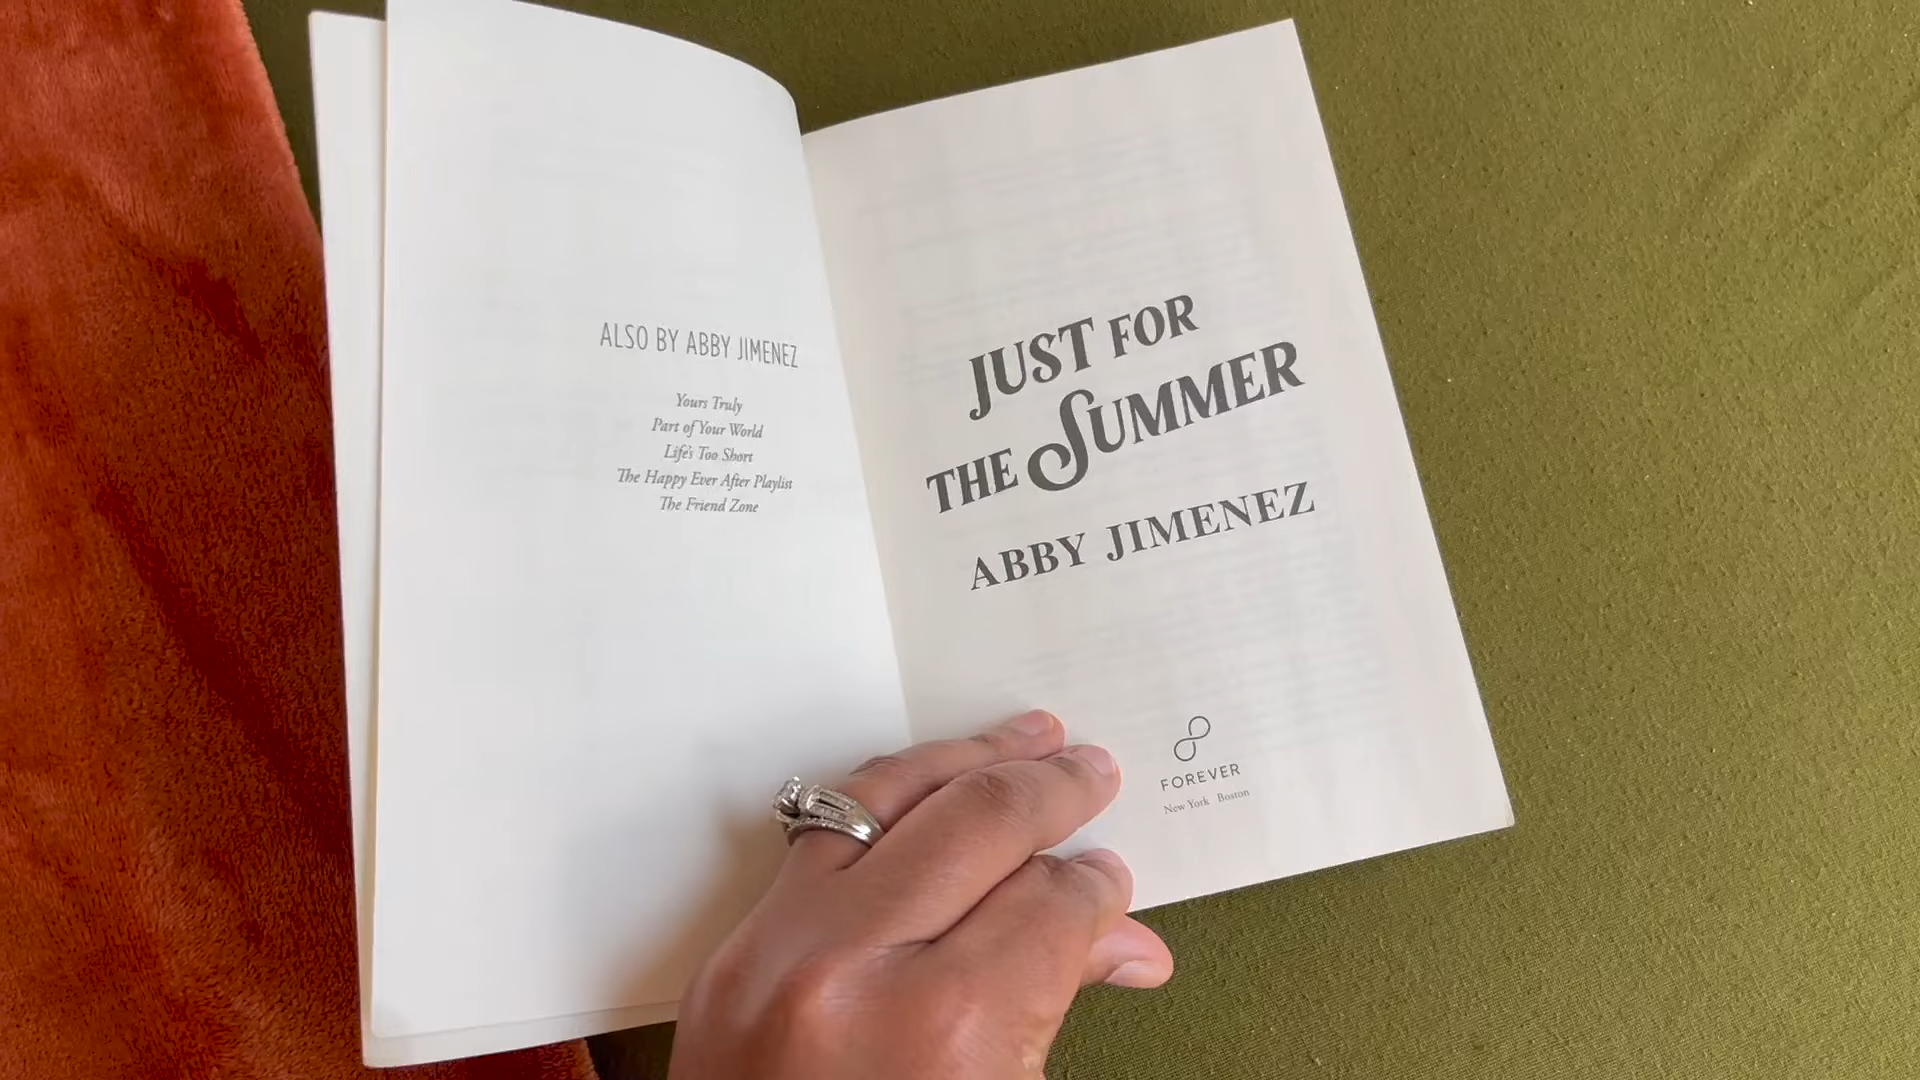 ALSO BY ABBY JIMENEZ
Yours Truly
Part of Your World
Life's Too Short
The Happy Ever After Playlist
The Friend Zone
JUST FOR
THE SUMMER
ABBY JIMENEZ
FOREVER
New York Boston